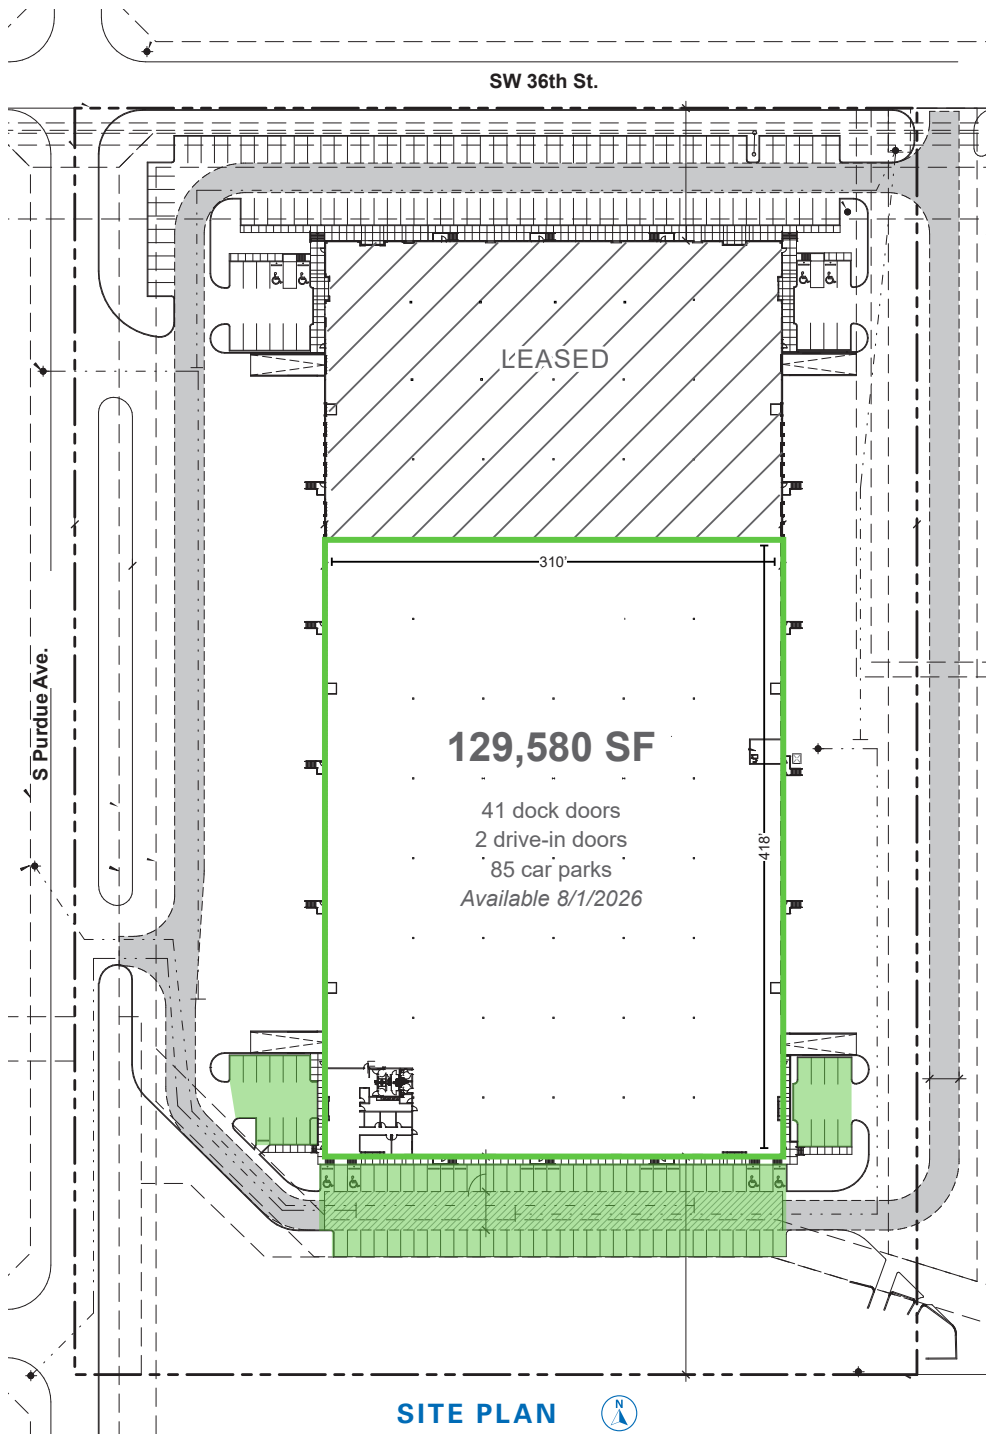 SW 36th St.
LEASED
310'
S Purdue Ave.
129,580 SF
41 dock doors
2 drive-in doors
85 car parks
Available 8/1/2026
418'
SITE PLAN
N